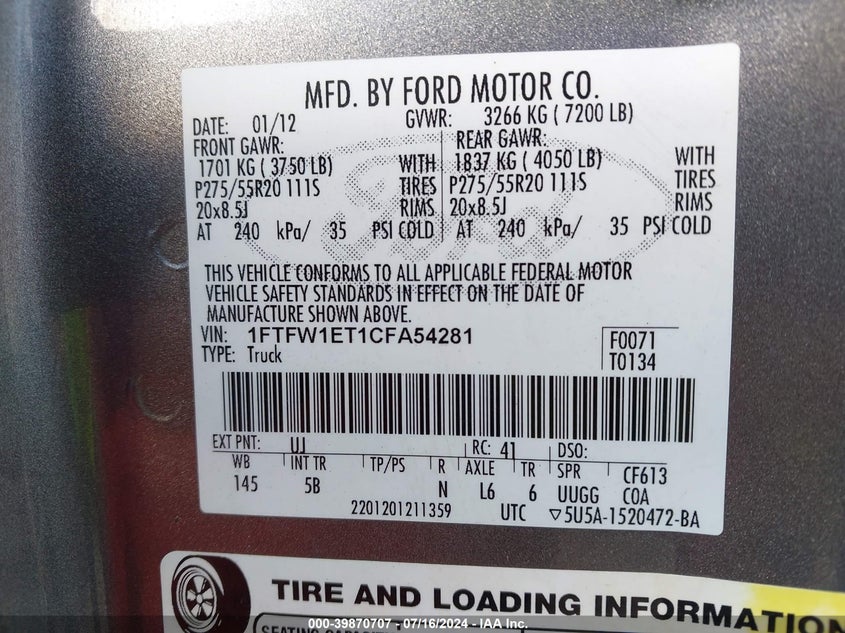 MFD. BY FORD MOTOR CO.
DATE: 01/12 GVWR: 3266 KG ( 7200 LB)
FRONT GAWR: REAR GAWR:
1701 KG ( 3750 LB) WITH 1837 KG ( 4050 LB) WITH
P275/55R20 111S TIRES P275/55R20 111S TIRES
20x8.5J RIMS 20x8.5J RIMS
AT 240 kPa/ 35 PSI COLD AT 240 kPa/ 35 PSI COLD
THIS VEHICLE CONFORMS TO ALL APPLICABLE FEDERAL MOTOR
VEHICLE SAFETY STANDARDS IN EFFECT ON THE DATE OF
MANUFACTURE SHOWN ABOVE.
VIN: 1FTFW1ET1CFA54281 F0071
TYPE: Truck T0134
EXT PNT: UJ RC: 41 DSO:
WB INT TR TP/PS R AXLE TR SPR CF613
145 5B N L6 6 UUGG COA
2201201211359 UTC ▽5U5A-1520472-BA
TIRE AND LOADING INFORMATION
SEATING CAPACITY
000-39870707 - 07/16/2024 - IAA Inc.